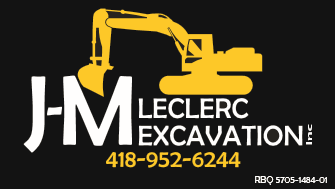 J-M LECLERC
EXCAVATION Inc
418-952-6244
RBQ 5705-1484-01